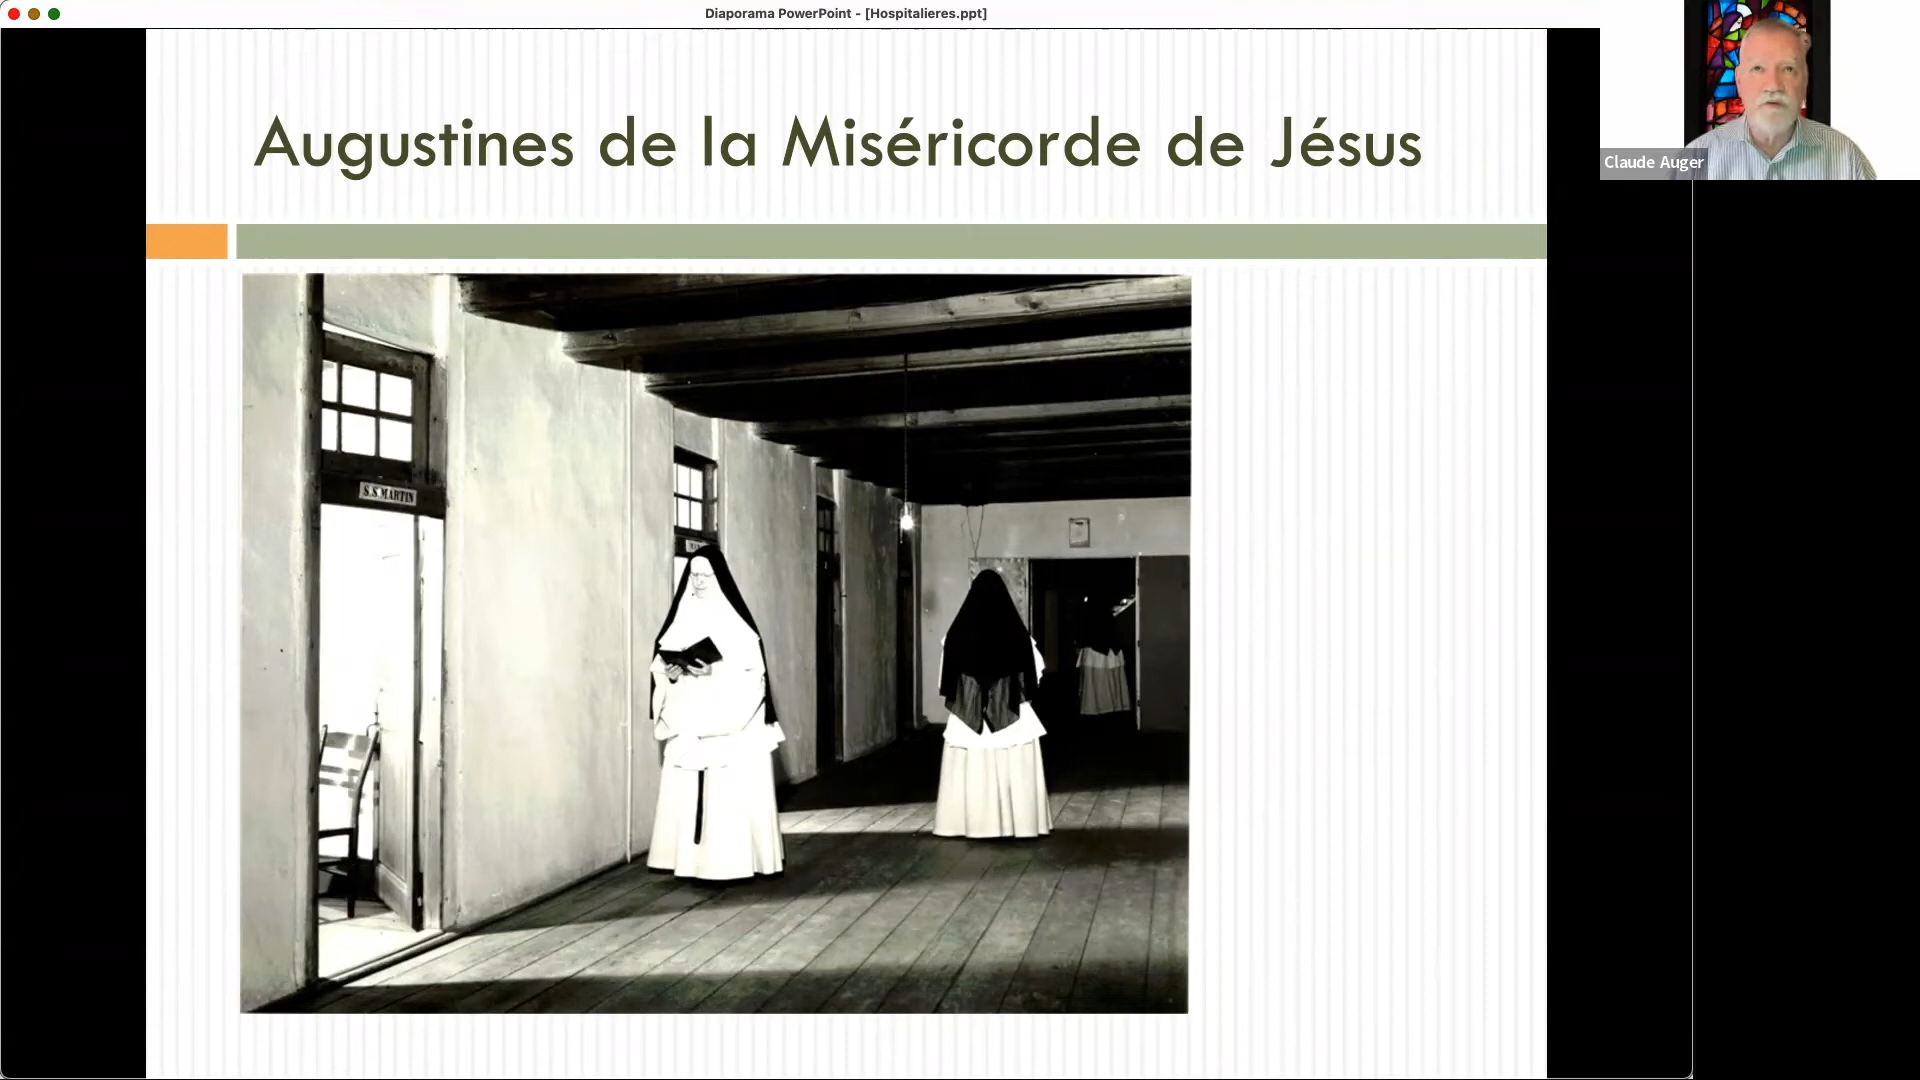 Diaporama PowerPoint - [Hospitalieres.ppt]
Claude Auger
Augustines de la Miséricorde de Jésus
S.S.MARTIN